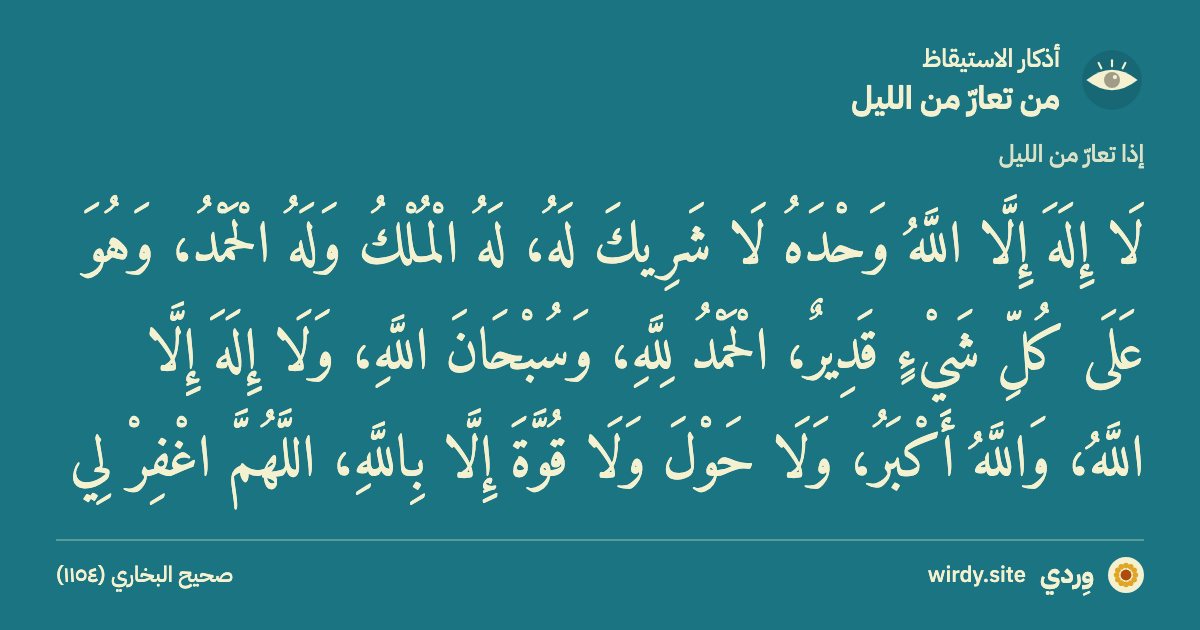 أذكار الاستيقاظ
من تعارّ من الليل
إذا تعارّ من الليل
لَا إِلَهَ إِلَّا اللَّهُ وَحْدَهُ لَا شَرِيكَ لَهُ، لَهُ الْمُلْكُ وَلَهُ الْحَمْدُ، وَهُوَ
عَلَى كُلِّ شَيْءٍ قَدِيرٌ، الْحَمْدُ لِلَّهِ، وَسُبْحَانَ اللَّهِ، وَلَا إِلَهَ إِلَّا
اللَّهُ، وَاللَّهُ أَكْبَرُ، وَلَا حَوْلَ وَلَا قُوَّةَ إِلَّا بِاللَّهِ، اللَّهُمَّ اغْفِرْ لِي
وِردي wirdy.site
صحيح البخاري (١١٥٤)